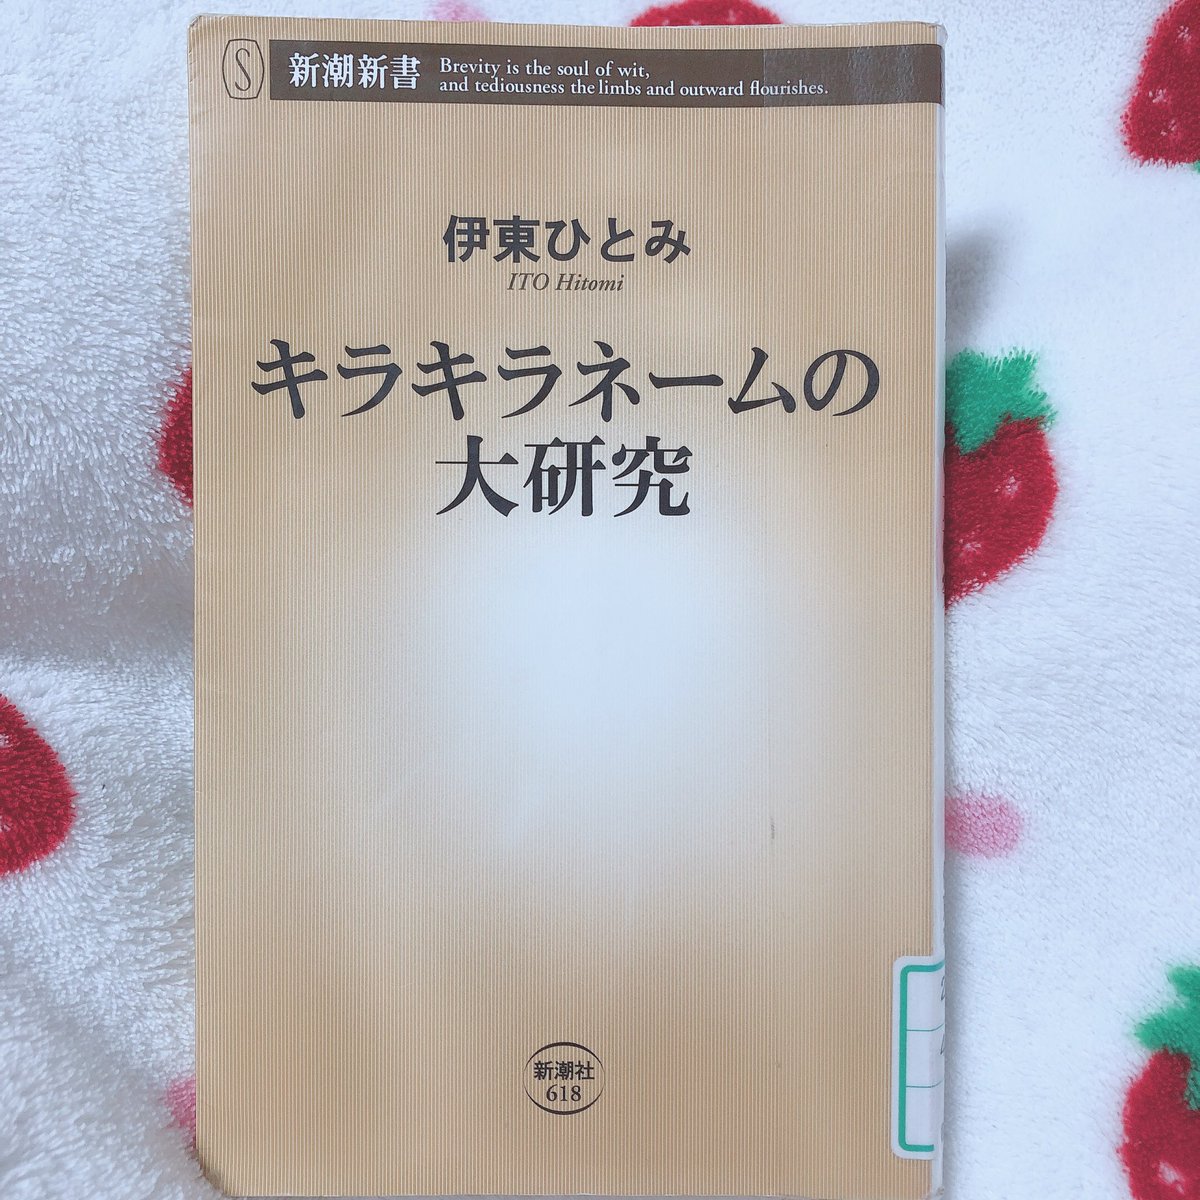 S
新潮新書
Brevity is the soul of wit,
and tediousness the limbs and outward flourishes.
伊東ひとみ
ITO Hitomi
キラキラネームの
大研究
新潮社
618